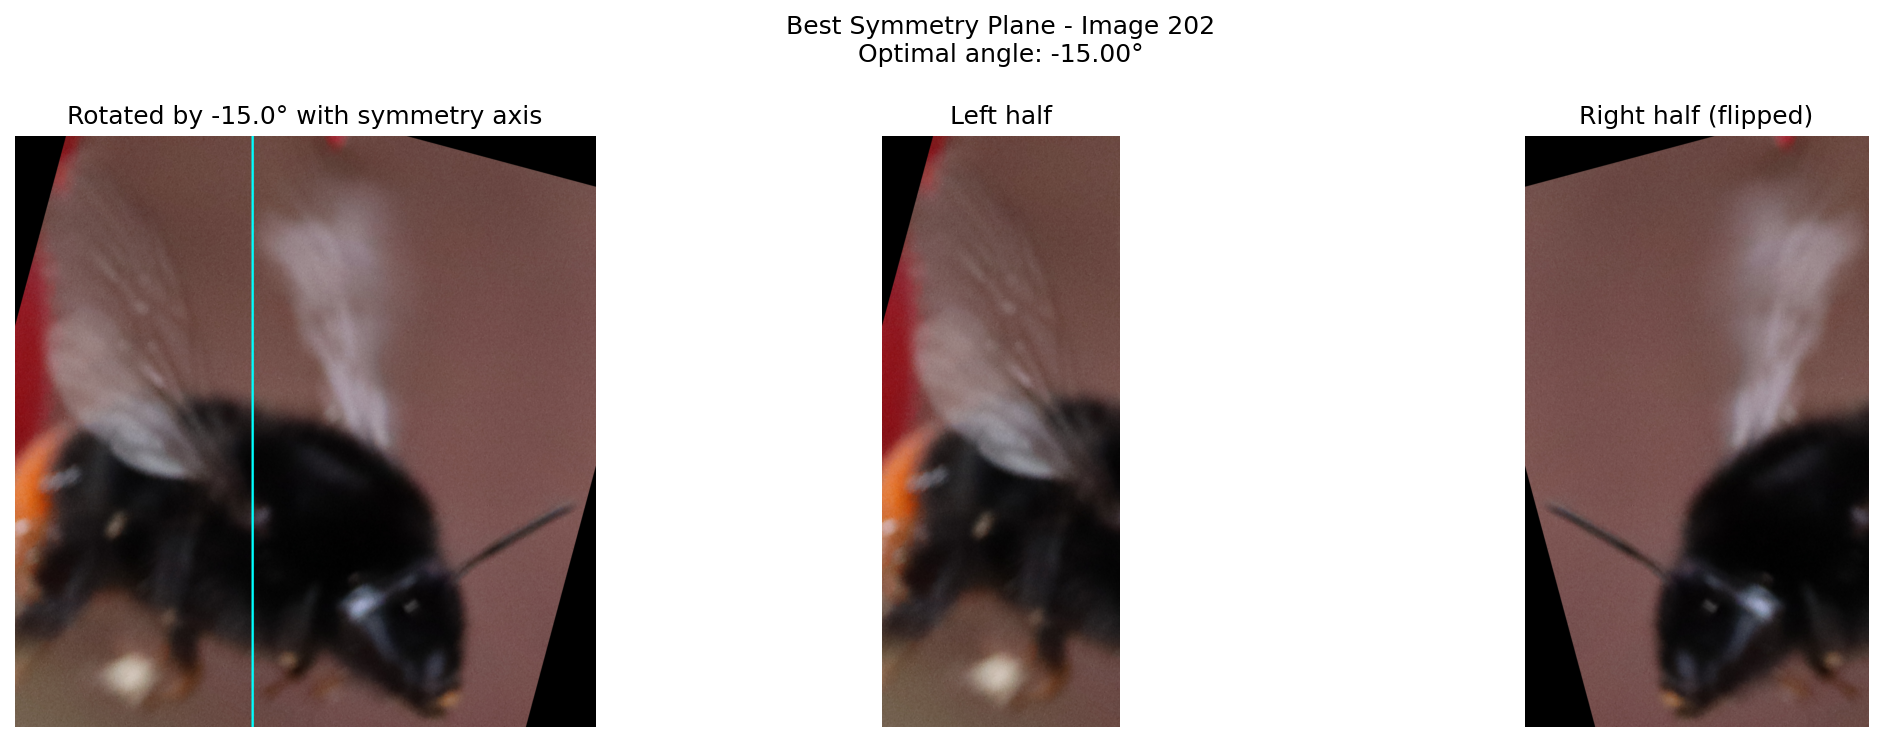 Best Symmetry Plane - Image 202
Optimal angle: -15.00°
Rotated by -15.0° with symmetry axis
Left half
Right half (flipped)